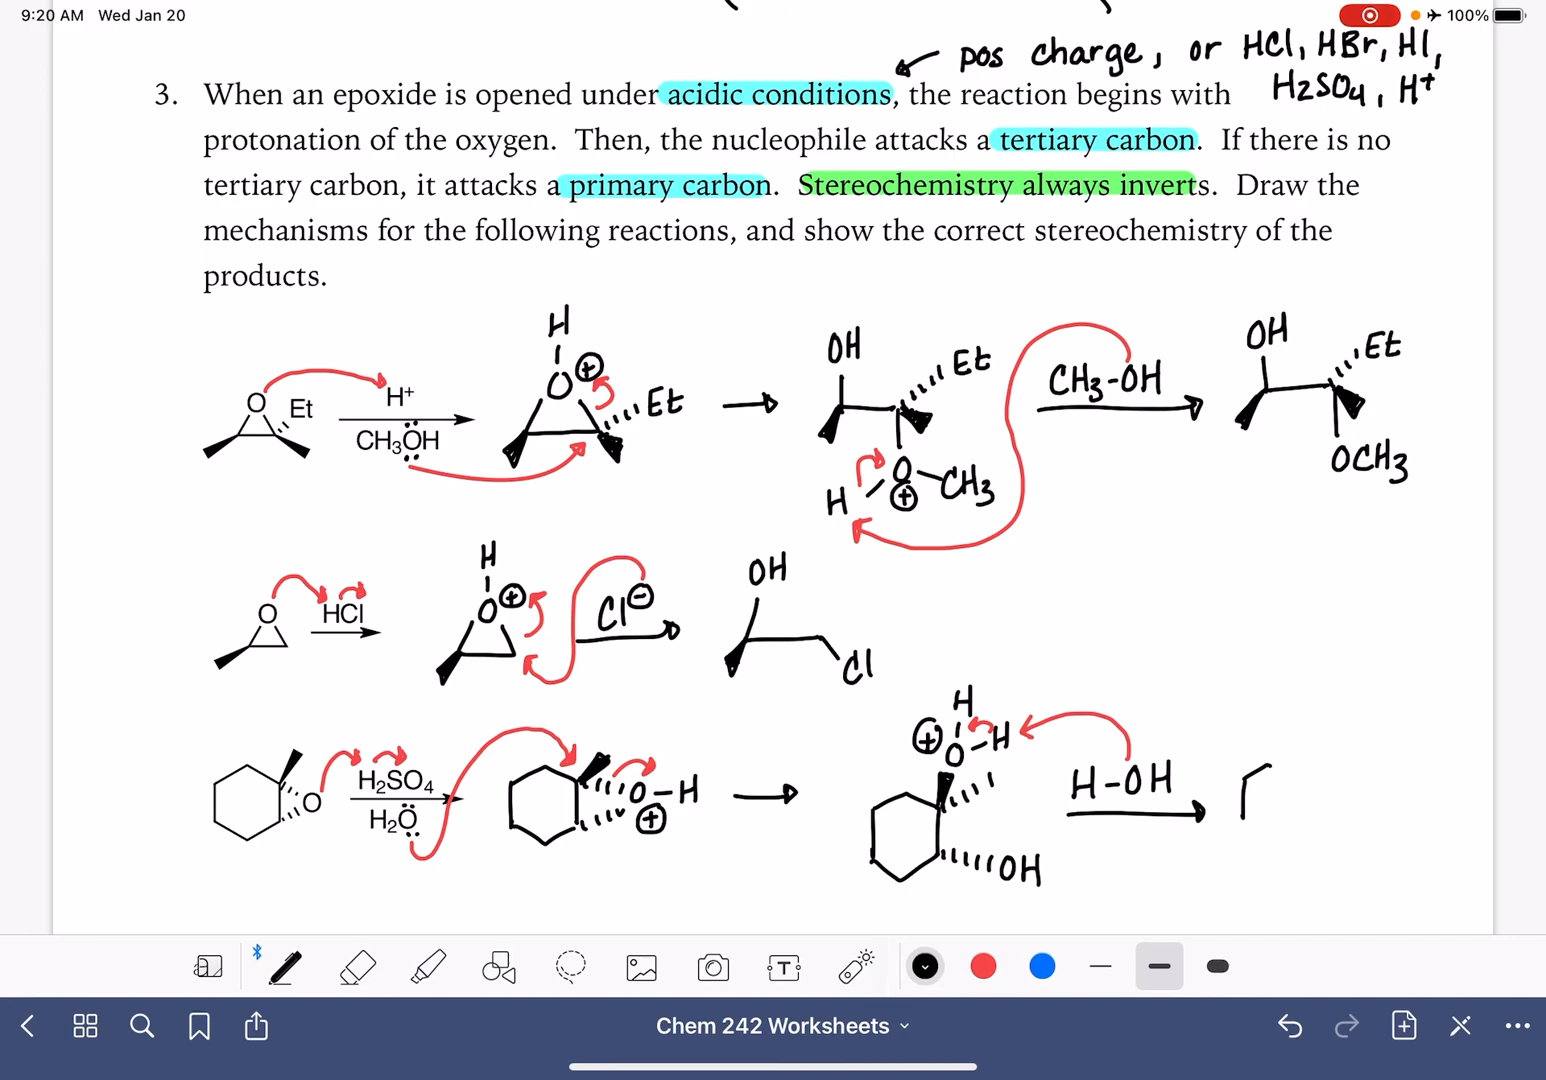 9:20 AM Wed Jan 20
100%
pos charge, or HCl, HBr, HI,
H2SO4, H+
3. When an epoxide is opened under acidic conditions, the reaction begins with
protonation of the oxygen. Then, the nucleophile attacks a tertiary carbon. If there is no
tertiary carbon, it attacks a primary carbon. Stereochemistry always inverts. Draw the
mechanisms for the following reactions, and show the correct stereochemistry of the
products.
O Et
H⁺
CH₃OH
H
O ⊕
Et
OH
Et
H O ⊕ CH3
CH3-OH
OH
Et
OCH3
O
HCl
H
O ⊕
Cl⊖
OH
Cl
O
H₂SO₄
H₂O
O-H
⊕
H
⊕ O-H
OH
H-OH
T
Chem 242 Worksheets